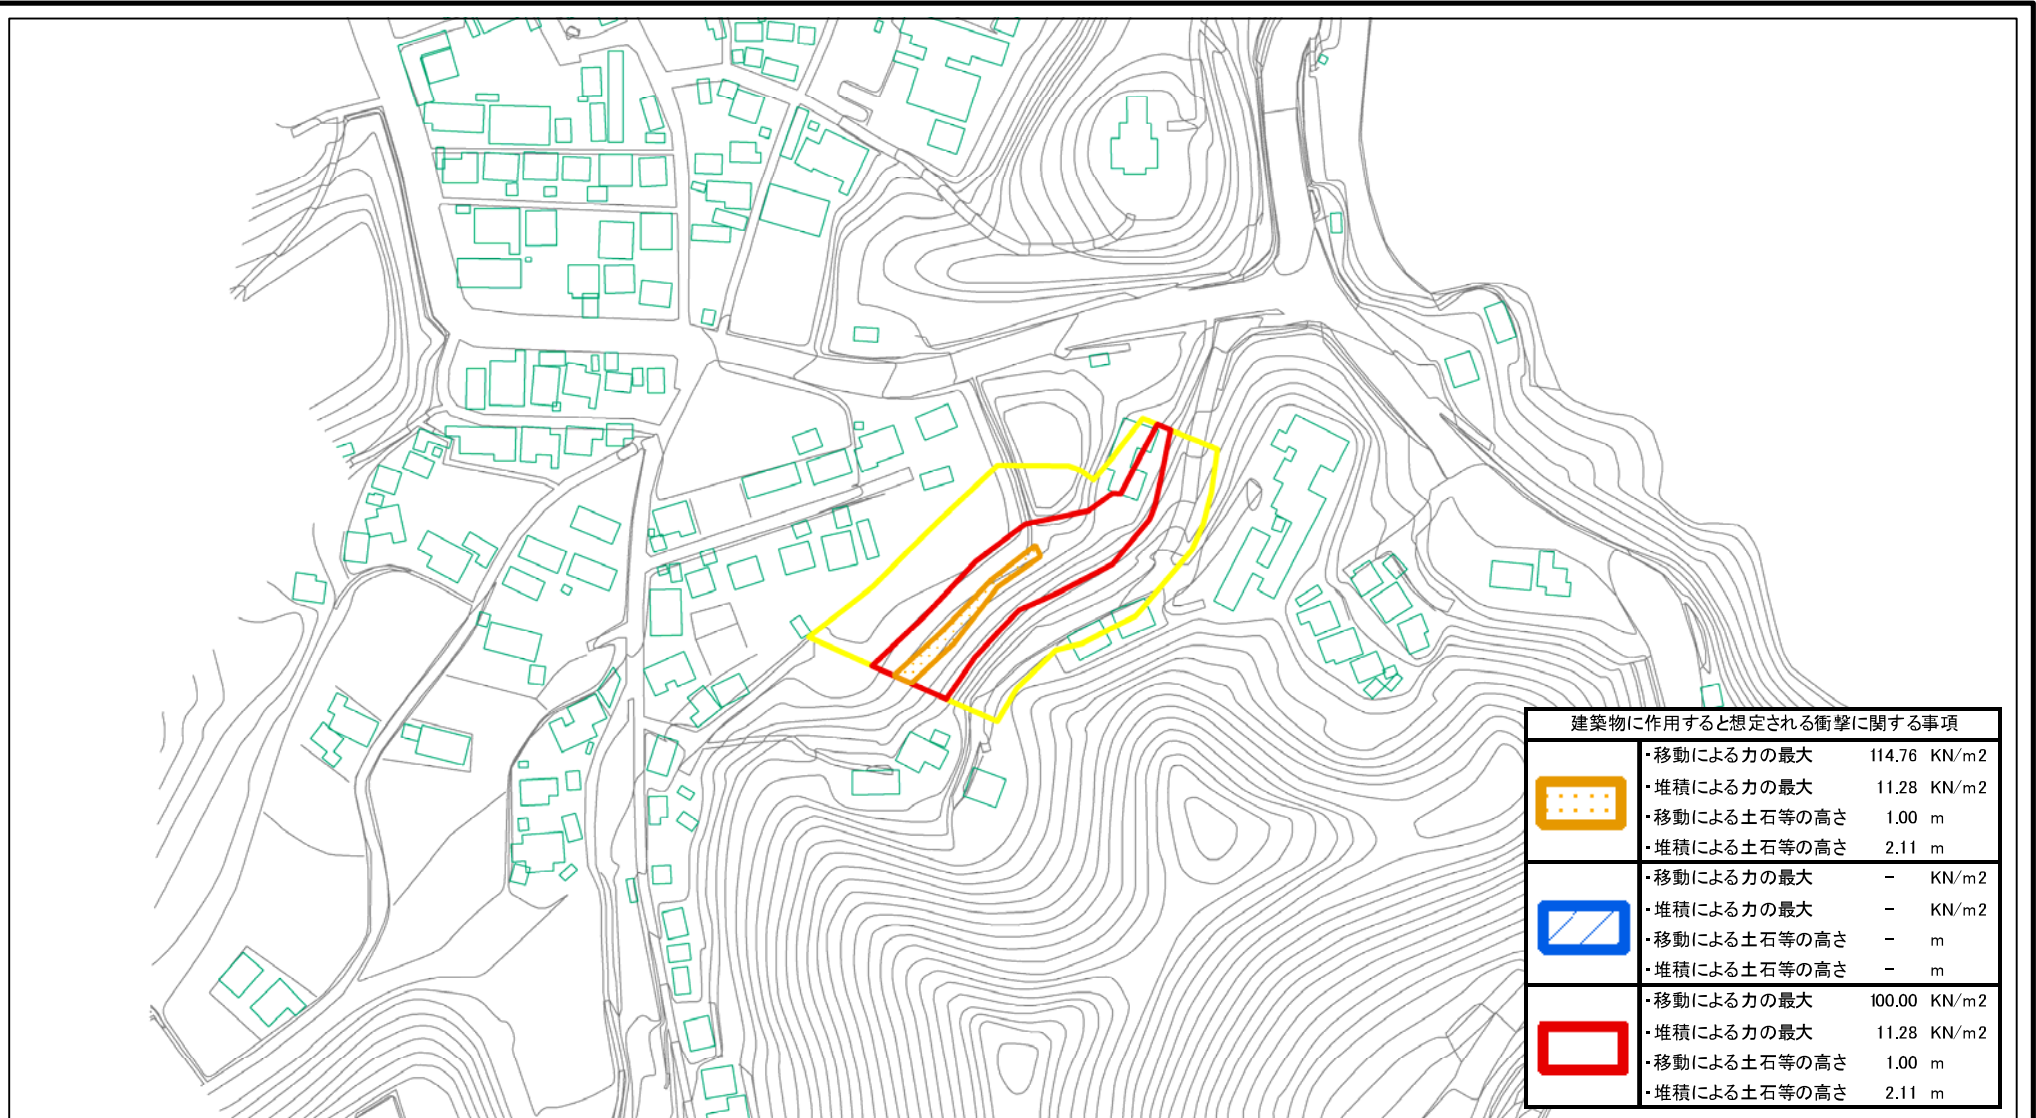 建築物に作用すると想定される衝撃に関する事項
・移動による力の最大 114.76 KN/m2
・堆積による力の最大 11.28 KN/m2
・移動による土石等の高さ 1.00 m
・堆積による土石等の高さ 2.11 m
・移動による力の最大 － KN/m2
・堆積による力の最大 － KN/m2
・移動による土石等の高さ － m
・堆積による土石等の高さ － m
・移動による力の最大 100.00 KN/m2
・堆積による力の最大 11.28 KN/m2
・移動による土石等の高さ 1.00 m
・堆積による土石等の高さ 2.11 m